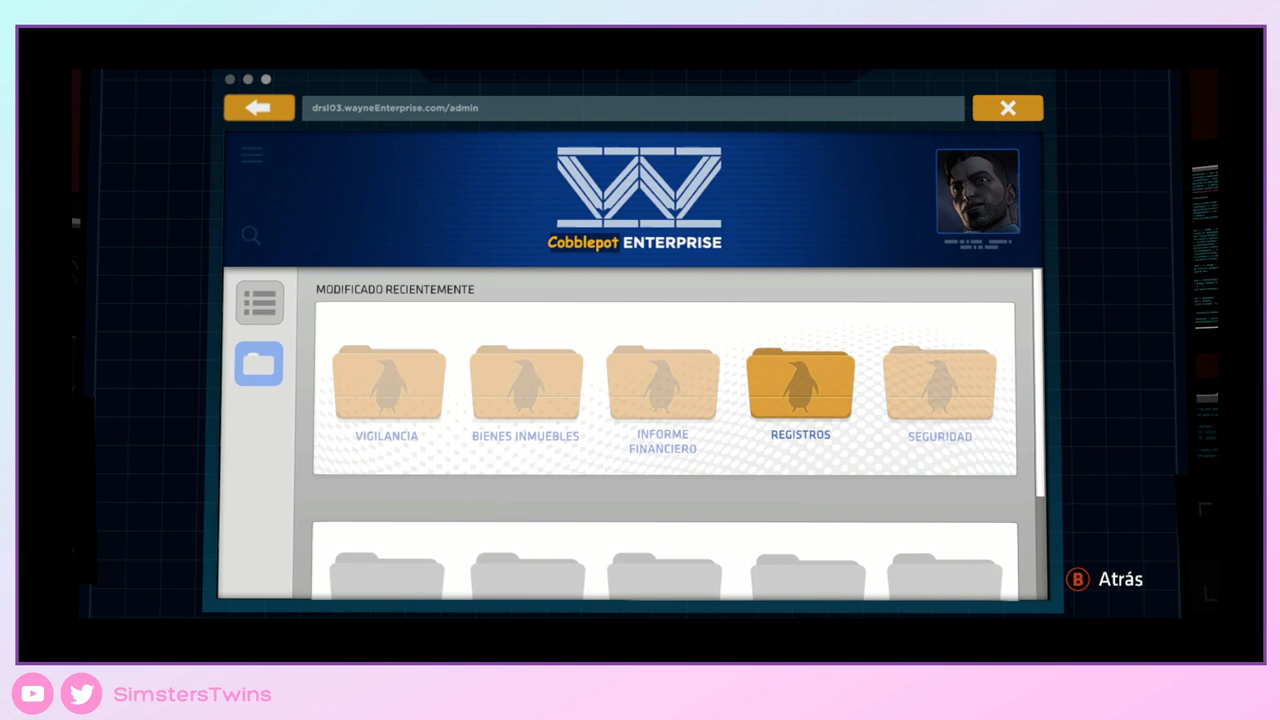 drsl03.wayneEnterprise.com/admin
Cobblepot ENTERPRISE
MODIFICADO RECIENTEMENTE
VIGILANCIA
BIENES INMUEBLES
INFORME
FINANCIERO
REGISTROS
SEGURIDAD
B Atrás
SimstersTwins